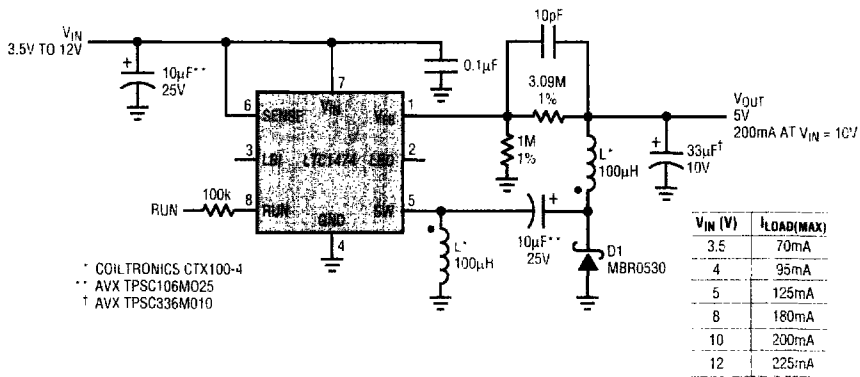 10pF
VIN
3.5V TO 12V
10µF**
25V
0.1µF
3.09M
1%
VOUT
5V
200mA AT VIN = 10V
7
VIN
6
SENSE
1
1M
1%
L*
100µH
33µF†
10V
3
LBI
LTC1474
LBO
2
100k
RUN
8
RUN
SW
5
GND
4
L*
100µH
10µF**
25V
D1
MBR0530
* COILTRONICS CTX100-4
** AVX TPSC106M025
† AVX TPSC336M010
VIN (V) ILOAD(MAX)
3.5 70mA
4 95mA
5 125mA
8 180mA
10 200mA
12 225mA